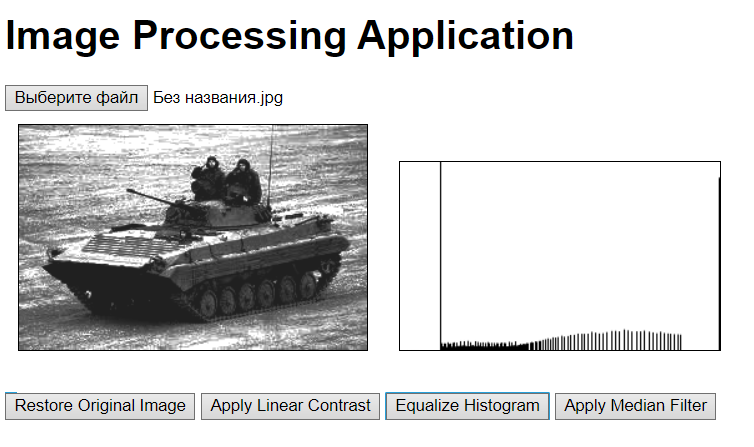 Image Processing Application
Выберите файл Без названия.jpg
Restore Original Image Apply Linear Contrast Equalize Histogram Apply Median Filter